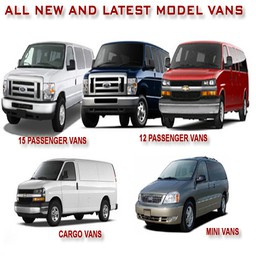 ALL NEW AND LATEST MODEL VANS
15 PASSENGER VANS
12 PASSENGER VANS
CARGO VANS
MINI VANS